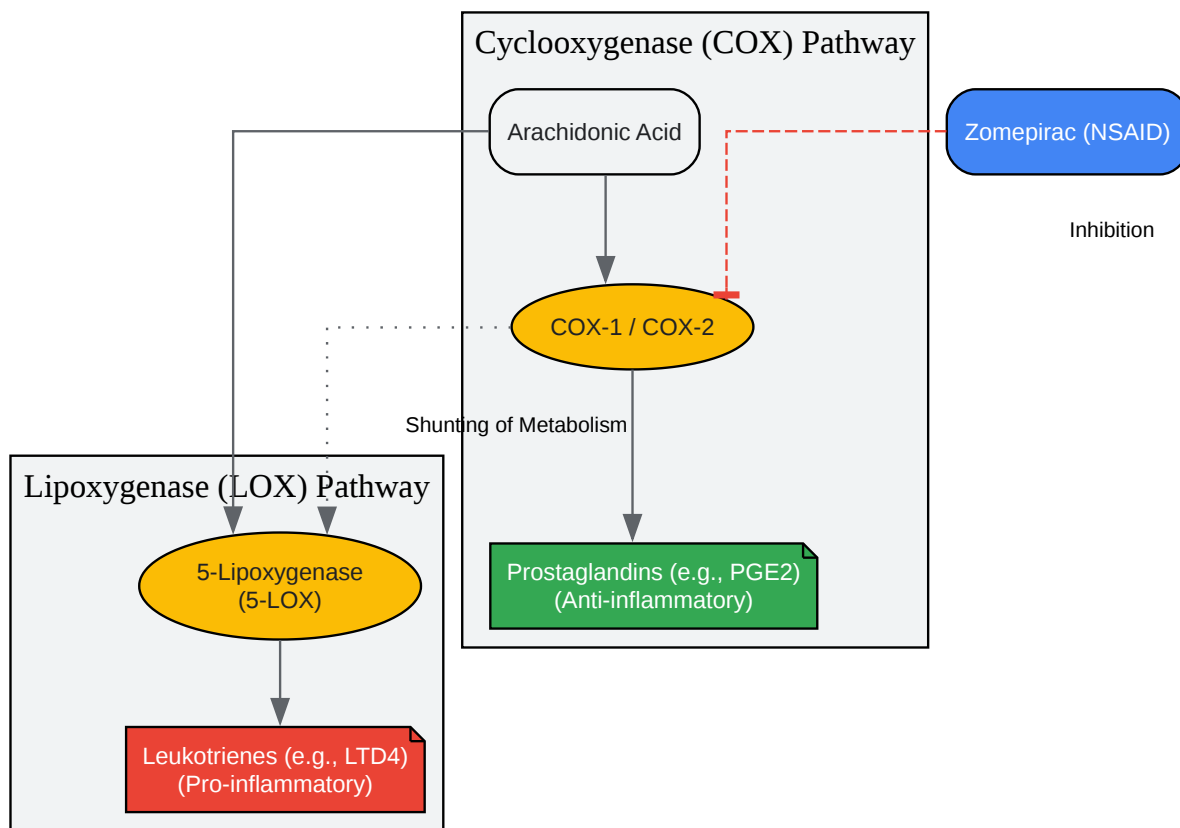 Cyclooxygenase (COX) Pathway
Arachidonic Acid
Zomepirac (NSAID)
Inhibition
COX-1 / COX-2
Shunting of Metabolism
Lipoxygenase (LOX) Pathway
5-Lipoxygenase
(5-LOX)
Prostaglandins (e.g., PGE2)
(Anti-inflammatory)
Leukotrienes (e.g., LTD4)
(Pro-inflammatory)